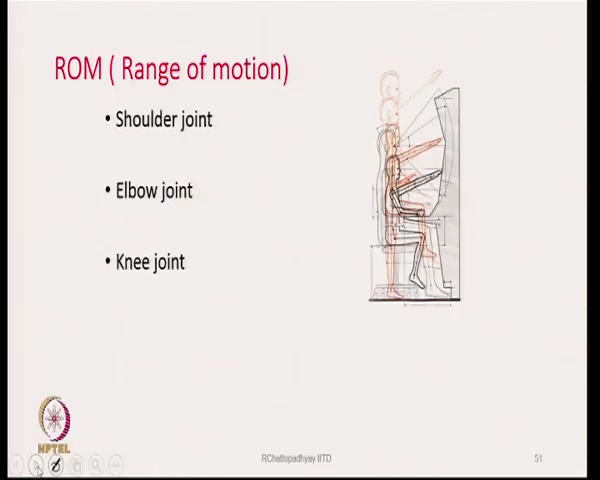 ROM ( Range of motion)
• Shoulder joint
• Elbow joint
• Knee joint
NPTEL
RChattopadhyay IITD
51